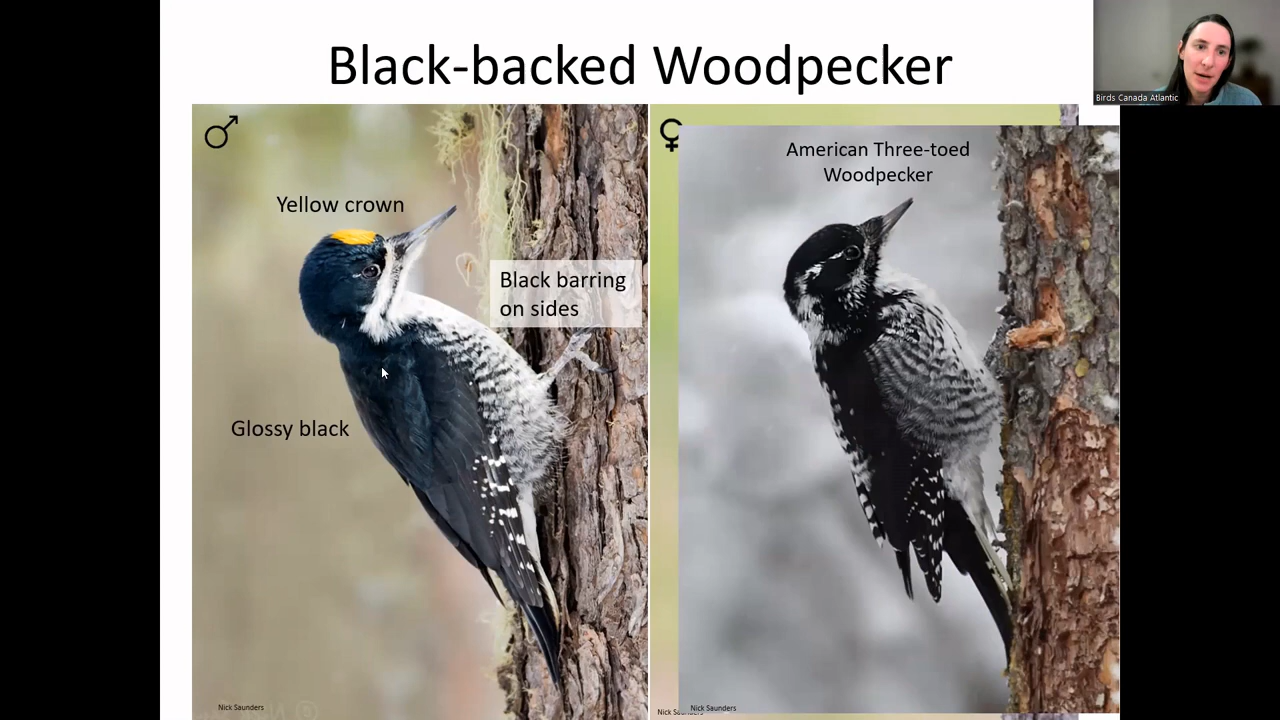 Black-backed Woodpecker
Birds Canada Atlantic
♂
Yellow crown
Black barring
on sides
Glossy black
Nick Saunders
♀
American Three-toed
Woodpecker
Nick Saunders